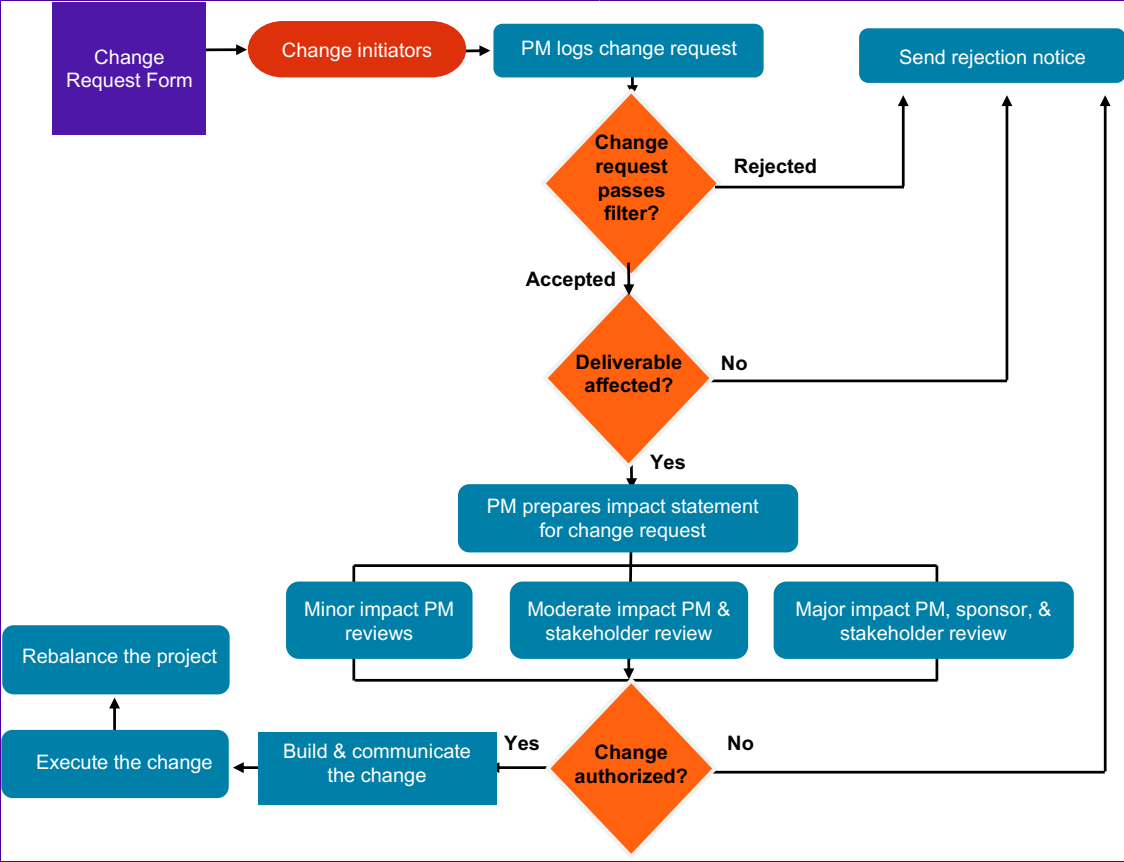 Change
Request Form
Change initiators
PM logs change request
Send rejection notice
Change
request
passes
filter?
Rejected
Accepted
Deliverable
affected?
No
Yes
PM prepares impact statement
for change request
Minor impact PM
reviews
Moderate impact PM &
stakeholder review
Major impact PM, sponsor, &
stakeholder review
Rebalance the project
Execute the change
Build & communicate
the change
Yes
Change
authorized?
No